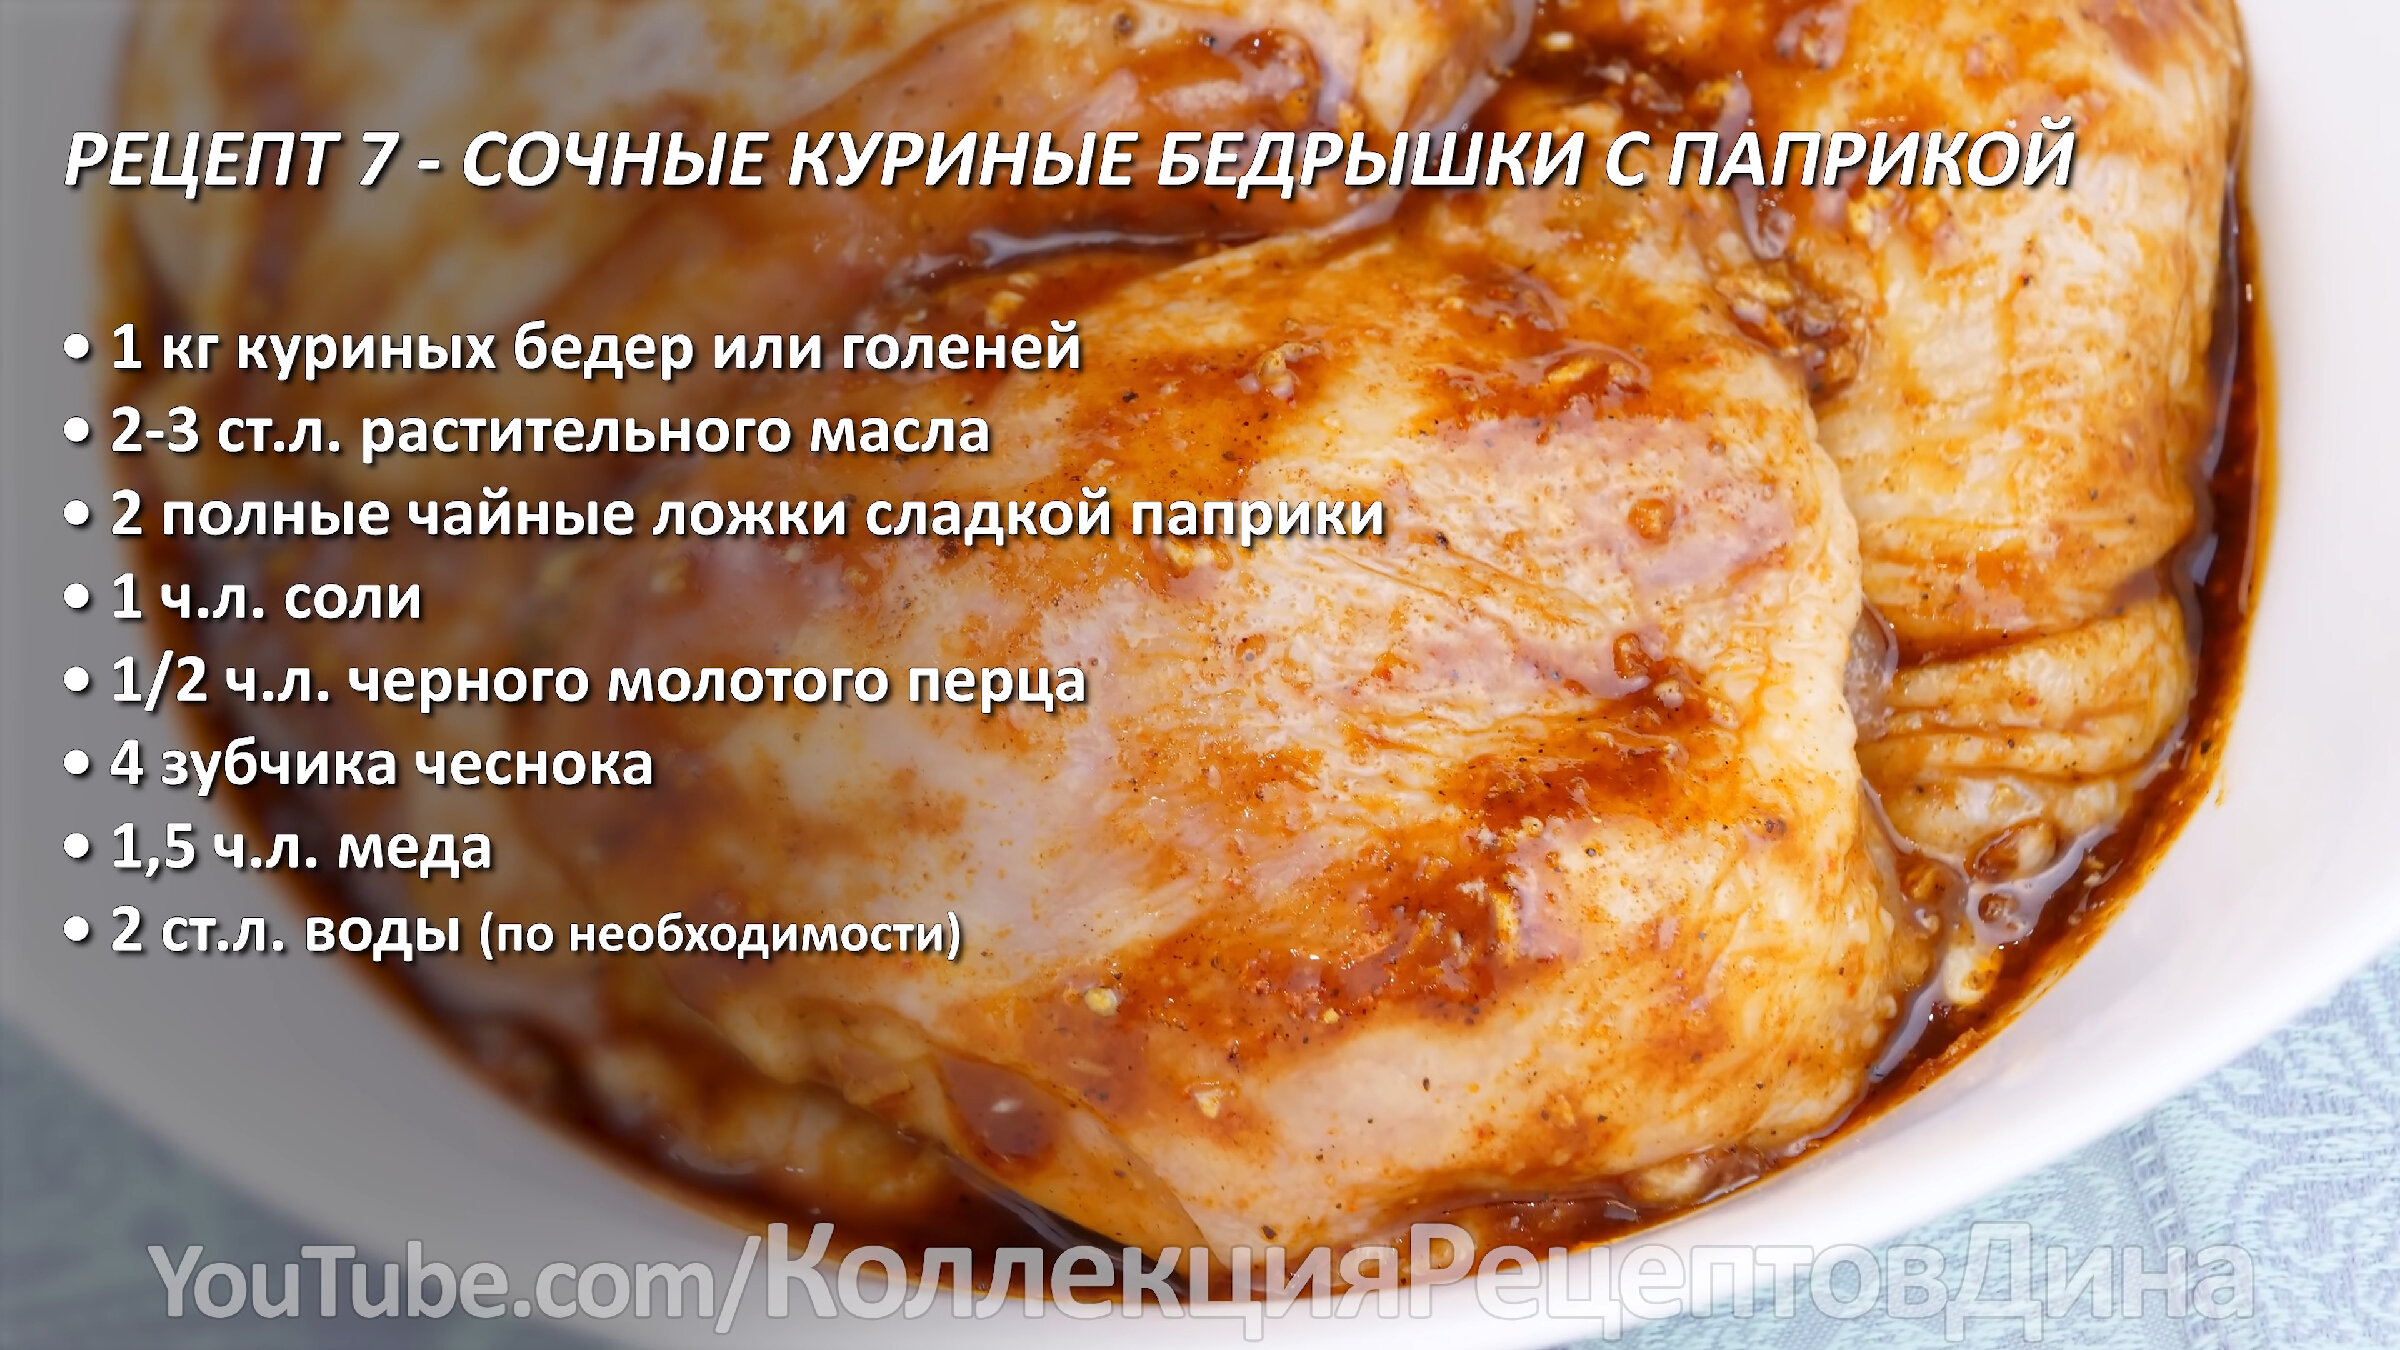 РЕЦЕПТ 7 - СОЧНЫЕ КУРИНЫЕ БЕДРЫШКИ С ПАПРИКОЙ
• 1 кг куриных бедер или голеней
• 2-3 ст.л. растительного масла
• 2 полные чайные ложки сладкой паприки
• 1 ч.л. соли
• 1/2 ч.л. черного молотого перца
• 4 зубчика чеснока
• 1,5 ч.л. меда
• 2 ст.л. воды (по необходимости)
YouTube.com/КоллекцияРецептовДина